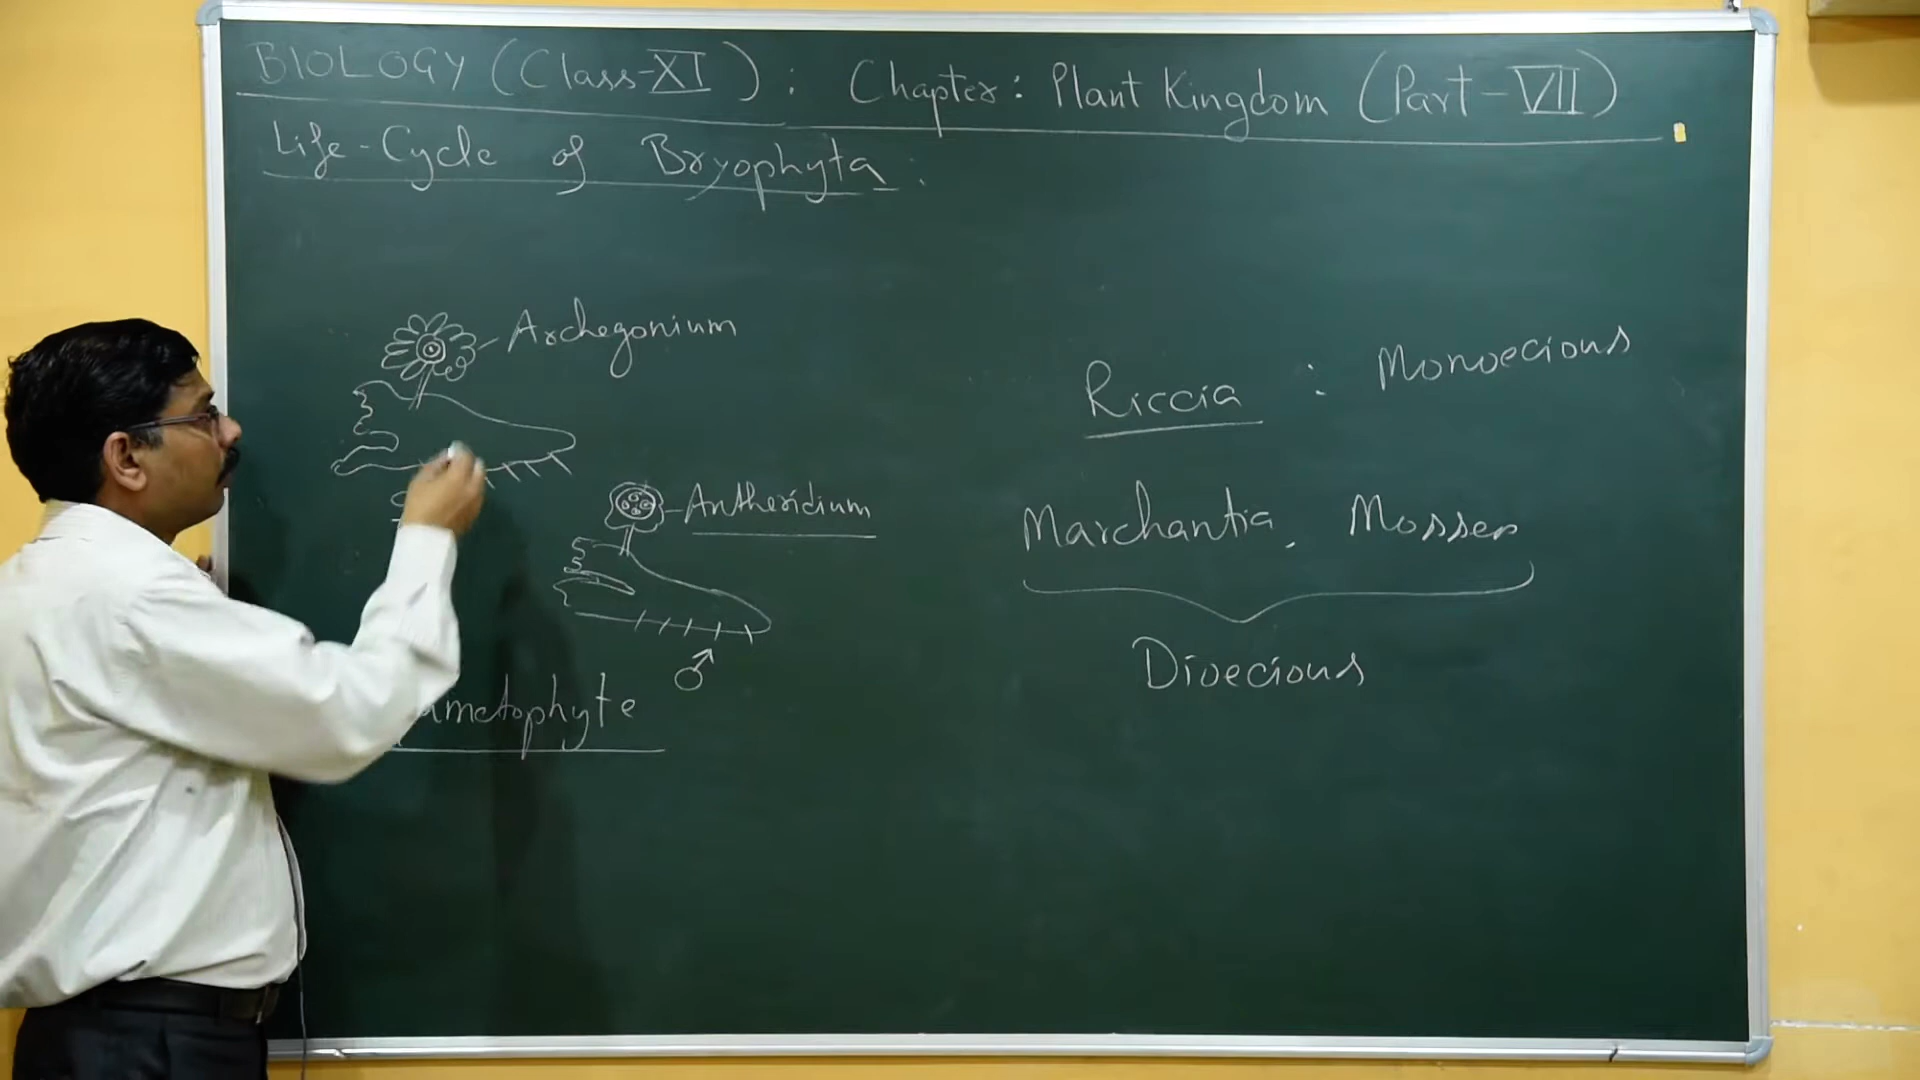 BIOLOGY (Class-XI) : Chapter: Plant Kingdom (Part-VII)
Life-Cycle of Bryophyta :
Archegonium
Riccia : Monoecious
Antheridium
Marchantia, Mosses
♂
Dioecious